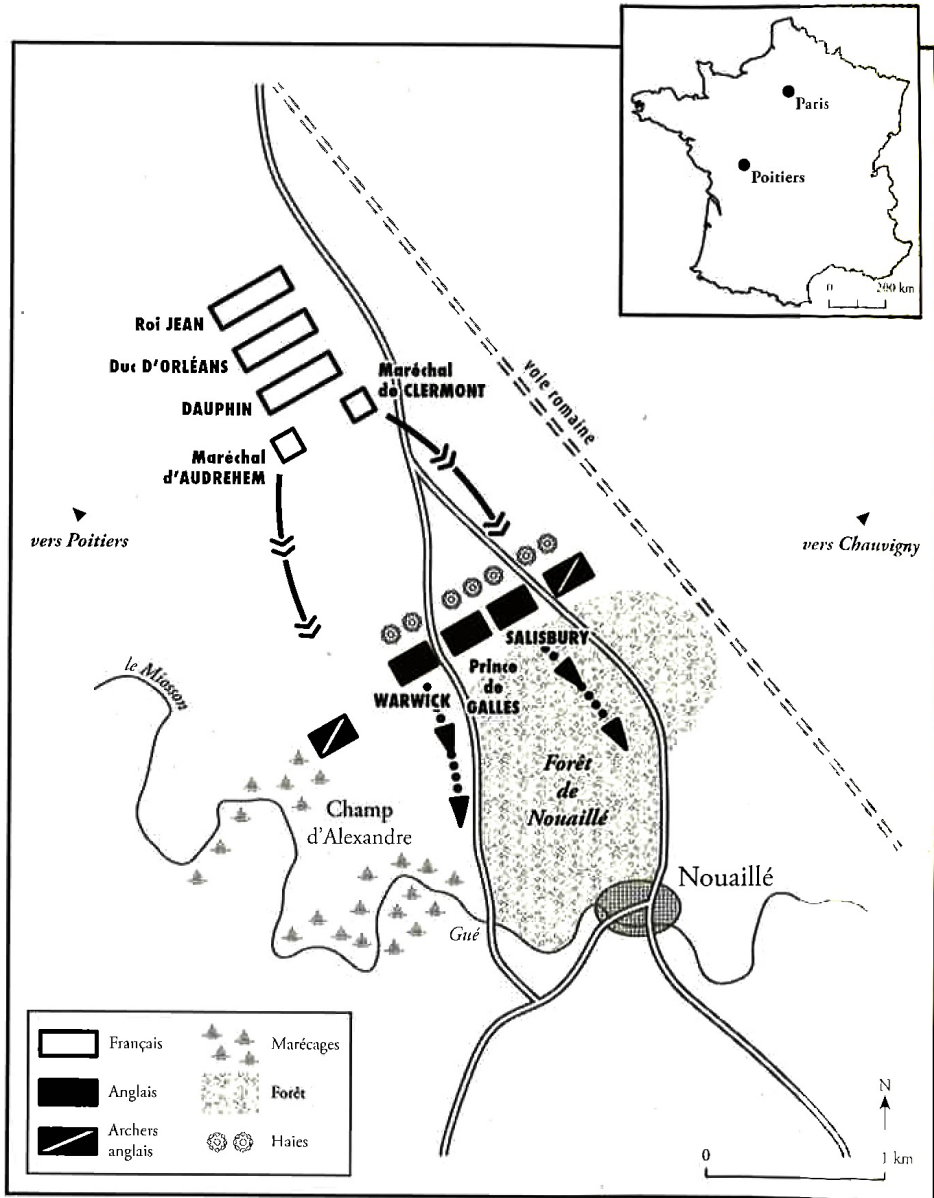 Paris
Poitiers
0 200 km
Roi JEAN
Duc D'ORLÉANS
DAUPHIN
Maréchal
de CLERMONT
Maréchal
d'AUDREHEM
voie romaine
vers Poitiers
vers Chauvigny
le Miosson
SALISBURY
Prince
de
GALLES
WARWICK
Forêt
de
Nouaillé
Champ
d'Alexandre
Nouaillé
Gué
Français
Marécages
Anglais
Forêt
Archers
anglais
Haies
N
0 1 km